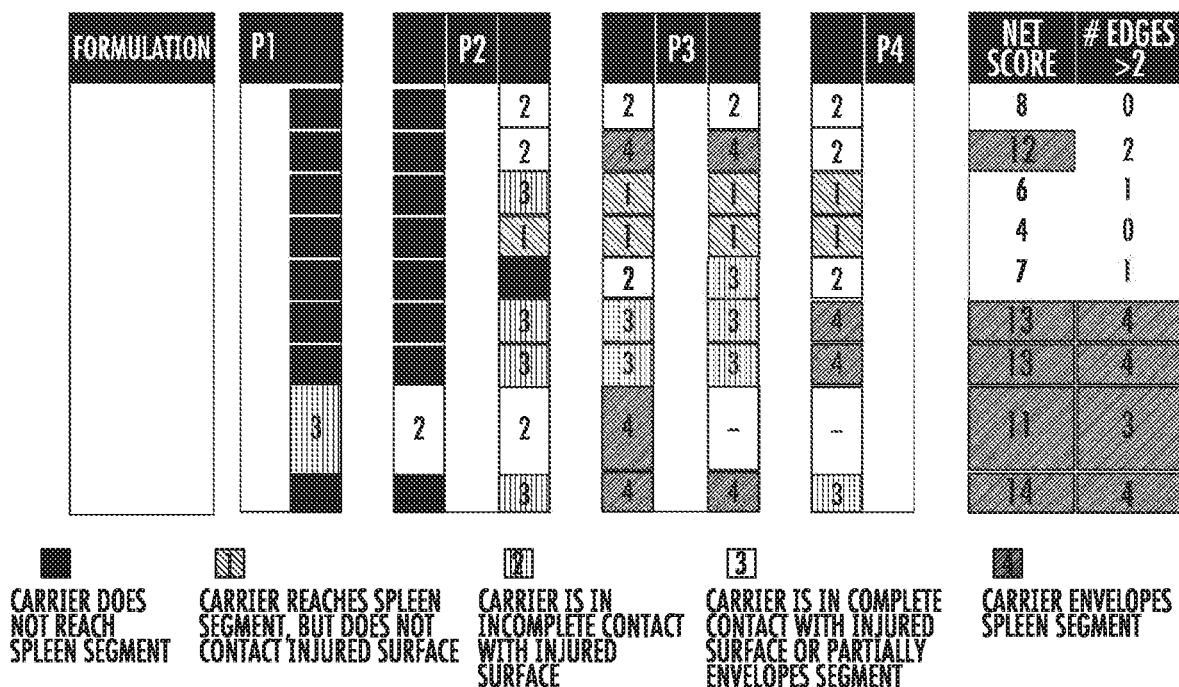 FORMULATION P1 P2 P3 P4 NET SCORE # EDGES >2
2 2 2 2 8 0
2 4 4 2 12 2
3 1 1 1 6 1
1 1 1 1 4 0
2 3 2 7 1
3 3 3 4 13 4
3 3 3 4 13 4
3 2 2 4 -- -- 11 3
3 4 4 3 14 4
CARRIER DOES
NOT REACH
SPLEEN SEGMENT
1
CARRIER REACHES SPLEEN
SEGMENT, BUT DOES NOT
CONTACT INJURED SURFACE
2
CARRIER IS IN
INCOMPLETE CONTACT
WITH INJURED
SURFACE
3
CARRIER IS IN COMPLETE
CONTACT WITH INJURED
SURFACE OR PARTIALLY
ENVELOPES SEGMENT
4
CARRIER ENVELOPES
SPLEEN SEGMENT